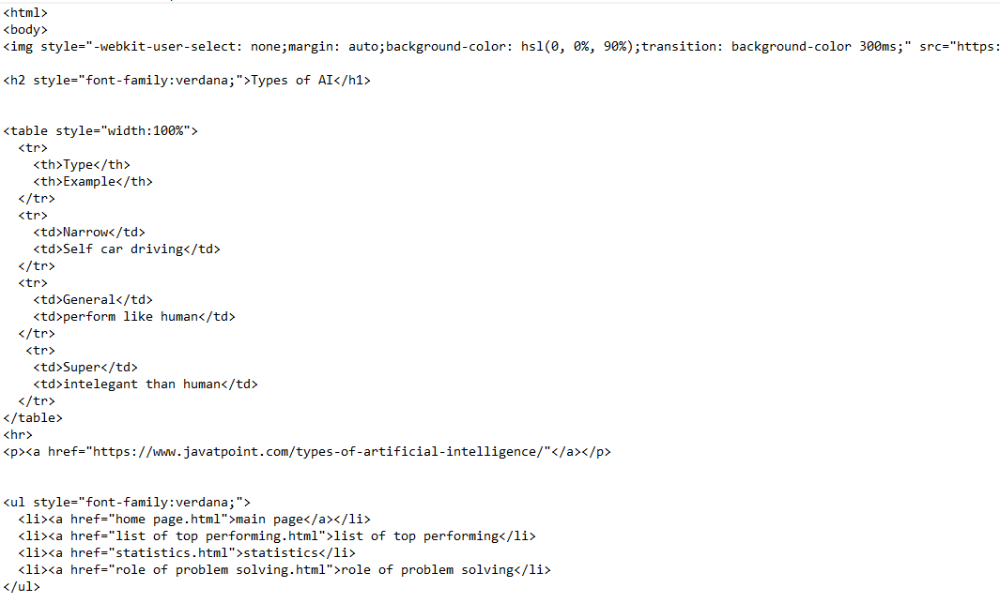 <html>
<body>
<img style="-webkit-user-select: none;margin: auto;background-color: hsl(0, 0%, 90%);transition: background-color 300ms;" src="https:
<h2 style="font-family:verdana;">Types of AI</h1>
<table style="width:100%">
<tr>
<th>Type</th>
<th>Example</th>
</tr>
<tr>
<td>Narrow</td>
<td>Self car driving</td>
</tr>
<tr>
<td>General</td>
<td>perform like human</td>
</tr>
<tr>
<td>Super</td>
<td>intelegant than human</td>
</tr>
</table>
<hr>
<p><a href="https://www.javatpoint.com/types-of-artificial-intelligence/"</a></p>
<ul style="font-family:verdana;">
<li><a href="home page.html">main page</a></li>
<li><a href="list of top performing.html">list of top performing</li>
<li><a href="statistics.html">statistics</li>
<li><a href="role of problem solving.html">role of problem solving</li>
</ul>